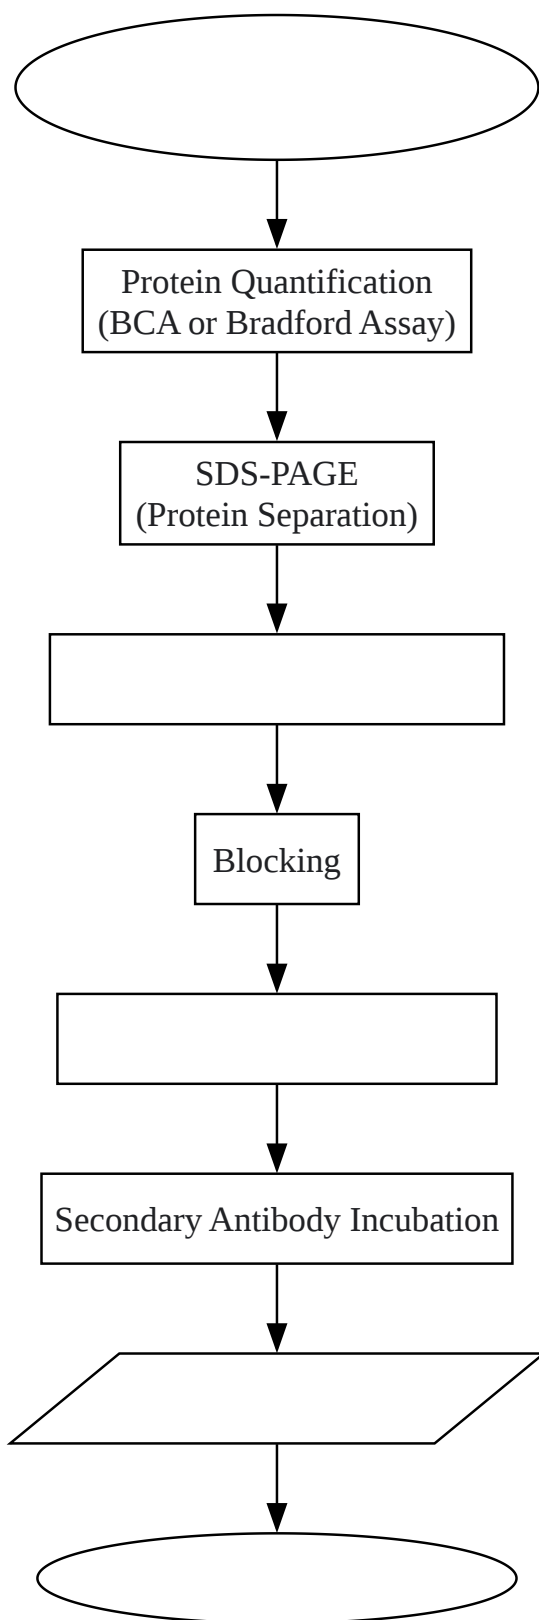 Protein Quantification
(BCA or Bradford Assay)
SDS-PAGE
(Protein Separation)
Blocking
Secondary Antibody Incubation